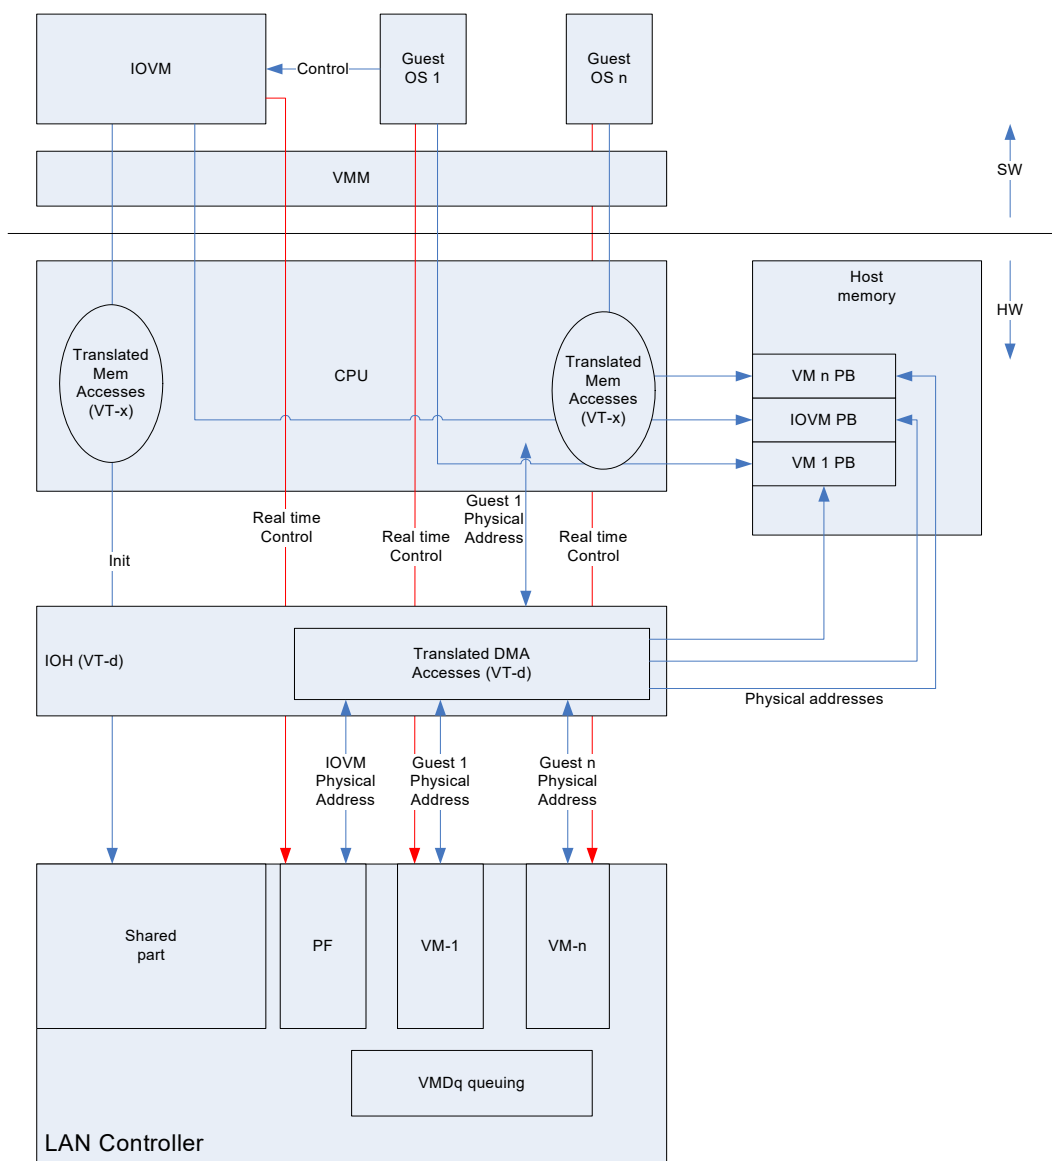 IOVM
Control
Guest
OS 1
Guest
OS n
VMM
SW
HW
Host
memory
Translated
Mem
Accesses
(VT-x)
CPU
Translated
Mem
Accesses
(VT-x)
VM n PB
IOVM PB
VM 1 PB
Guest 1
Physical
Address
Real time
Control
Real time
Control
Real time
Control
Init
IOH (VT-d)
Translated DMA
Accesses (VT-d)
Physical addresses
IOVM
Physical
Address
Guest 1
Physical
Address
Guest n
Physical
Address
Shared
part
PF
VM-1
VM-n
VMDq queuing
LAN Controller